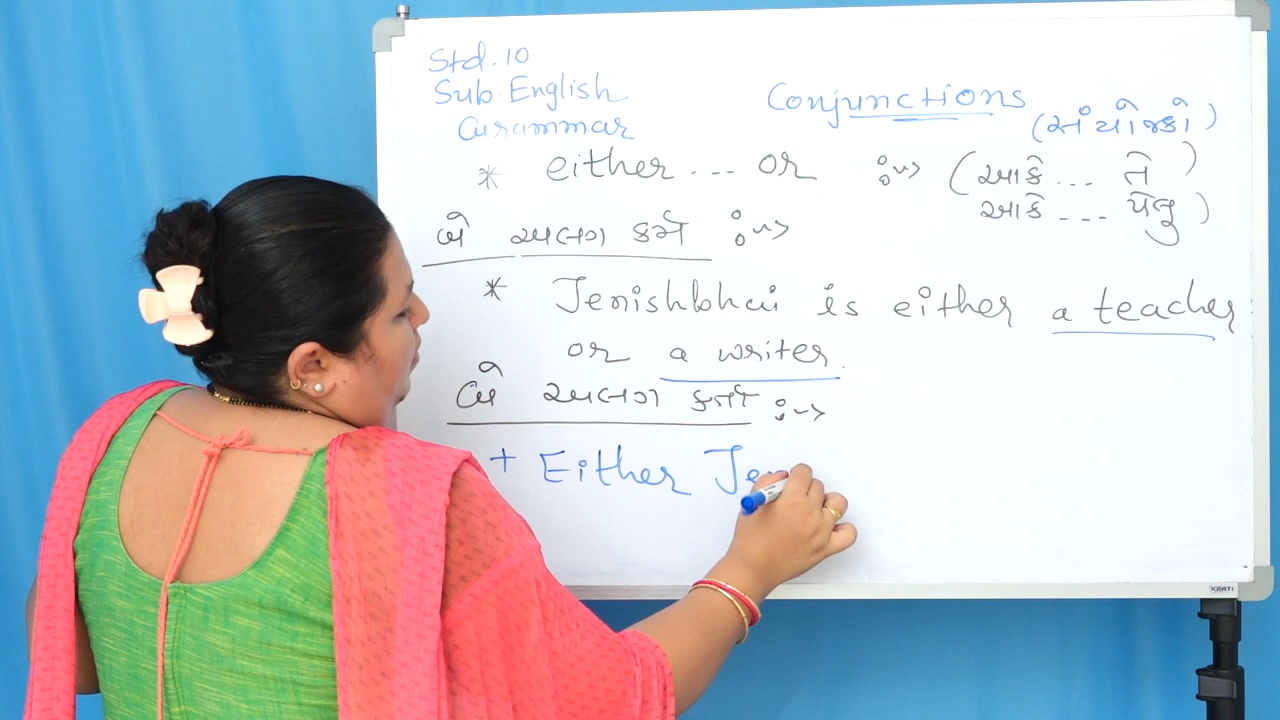 Std. 10
Sub. English
Grammar
Conjunctions
(સંયોજકો)
* either --- or (આકે --- તે)
આકે --- પેલુ)
બે અલગ કર્મ
* Jenishbhai is either a teacher
or a writer.
બે અલગ કર્તા
+ Either Jen
KRATI